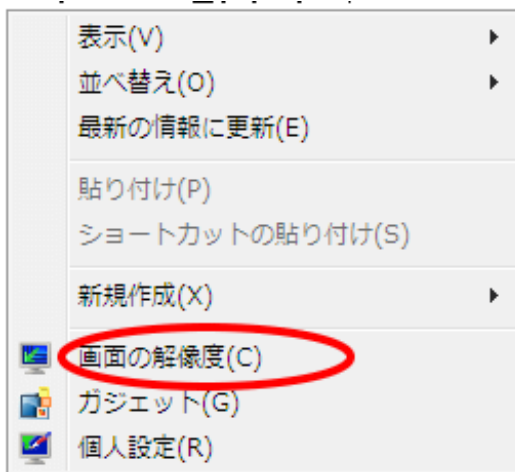 表示(V)
並べ替え(O)
最新の情報に更新(E)
貼り付け(P)
ショートカットの貼り付け(S)
新規作成(X)
画面の解像度(C)
ガジェット(G)
個人設定(R)